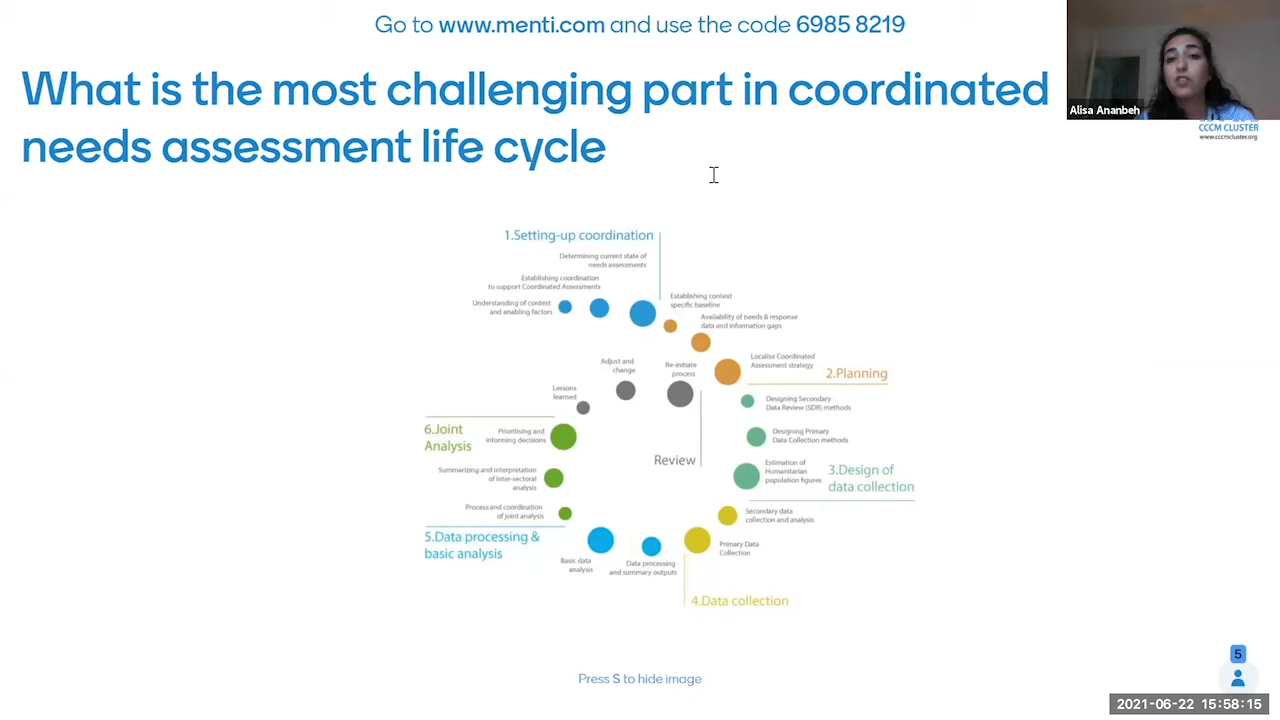 Go to www.menti.com and use the code 6985 8219
What is the most challenging part in coordinated
needs assessment life cycle
Alisa Ananbeh
CCCM CLUSTER
www.cccmcluster.org
1.Setting-up coordination
Determining current state of
needs assessments
Establishing coordination
to support Coordinated Assessments
Understanding of context
and enabling factors
Establishing context
specific baseline
Availability of needs & response
data and information gaps
Localise Coordinated
Assessment strategy
2.Planning
Designing Secondary
Data Review (SDR) methods
Designing Primary
Data Collection methods
Estimation of
Humanitarian
population figures
3.Design of
data collection
Secondary data
collection and analysis
Primary Data
Collection
4.Data collection
Data processing
and summary outputs
Basic data
analysis
5.Data processing &
basic analysis
Process and coordination
of joint analysis
Summarizing and interpretation
of inter-sectoral
analysis
Prioritising and
informing decisions
6.Joint
Analysis
Lessons
learned
Adjust and
change
Re-initiate
process
Review
Press S to hide image
5
2021-06-22 15:58:15